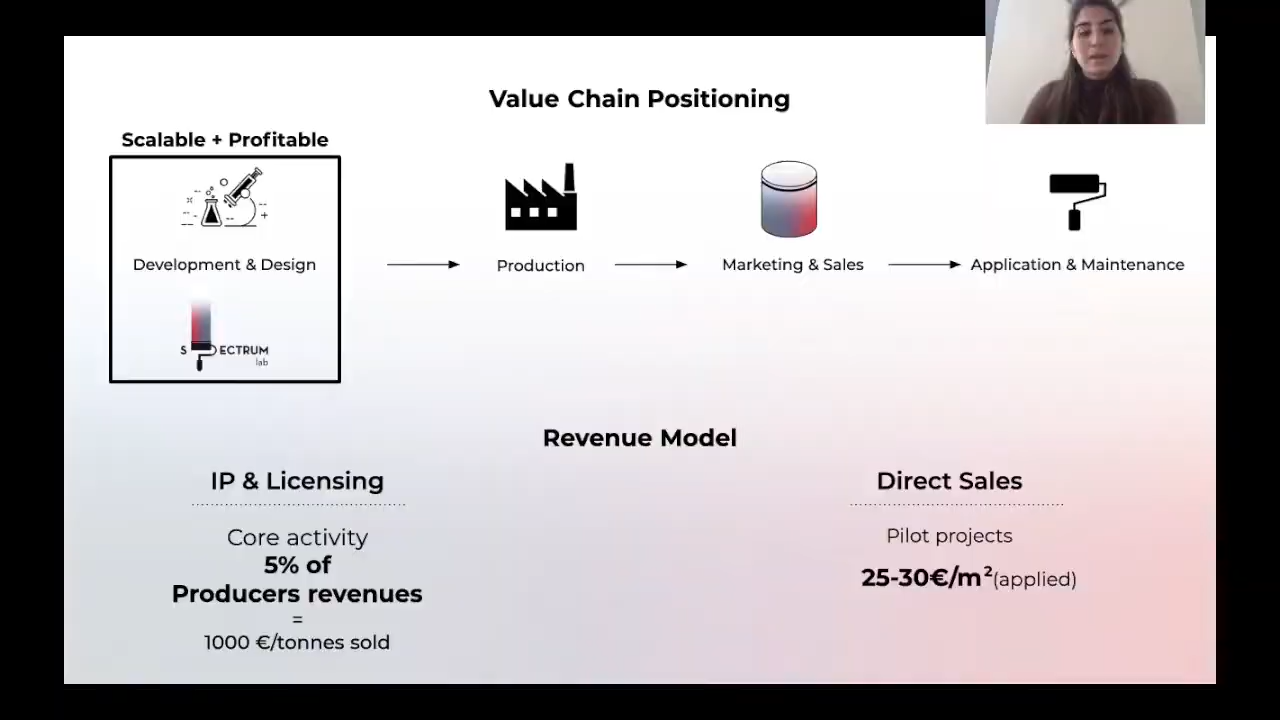 Value Chain Positioning
Scalable + Profitable
Development & Design
Production
Marketing & Sales
Application & Maintenance
S ECTRUM
lab
Revenue Model
IP & Licensing
Core activity
5% of
Producers revenues
=
1000 €/tonnes sold
Direct Sales
Pilot projects
25-30€/m²(applied)